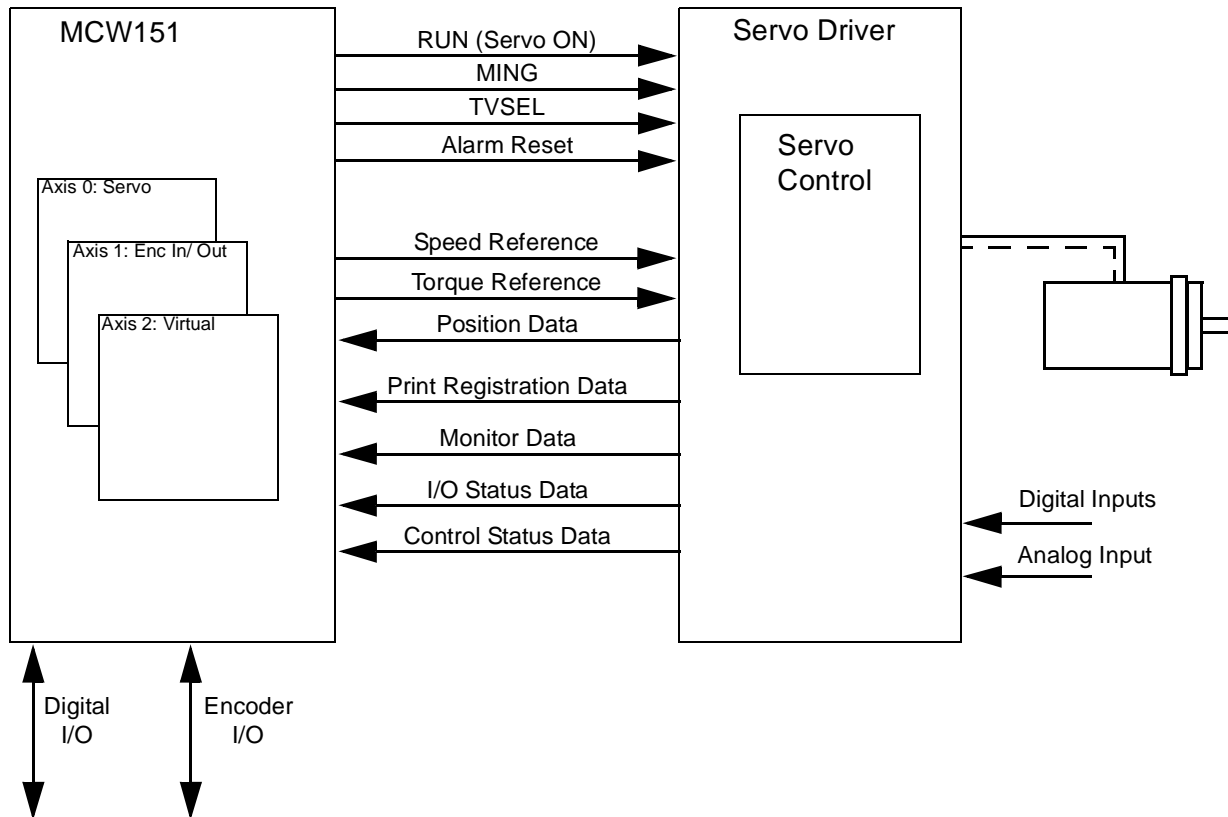 MCW151
Servo Driver
RUN (Servo ON)
MING
TVSEL
Alarm Reset
Servo
Control
Axis 0: Servo
Axis 1: Enc In/ Out
Axis 2: Virtual
Speed Reference
Torque Reference
Position Data
Print Registration Data
Monitor Data
I/O Status Data
Control Status Data
Digital Inputs
Analog Input
Digital
I/O
Encoder
I/O